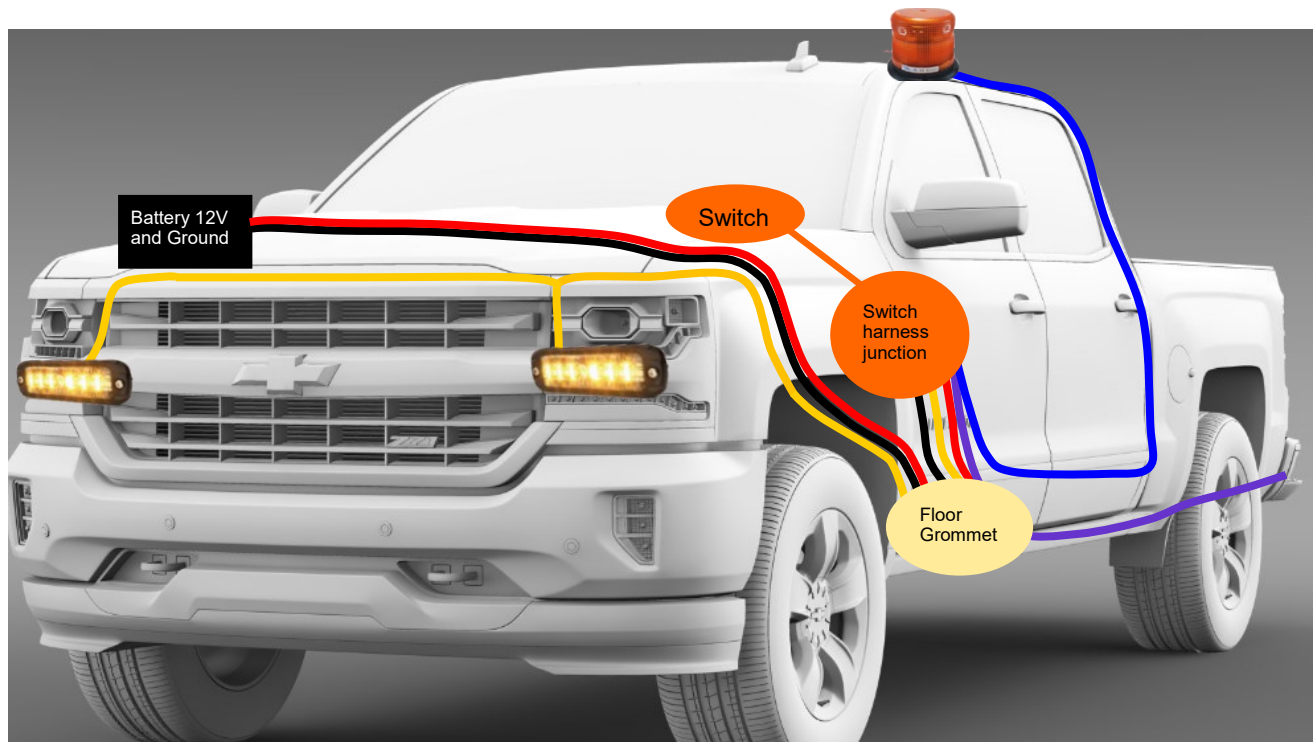 Battery 12V
and Ground
Switch
Switch
harness
junction
Floor
Grommet